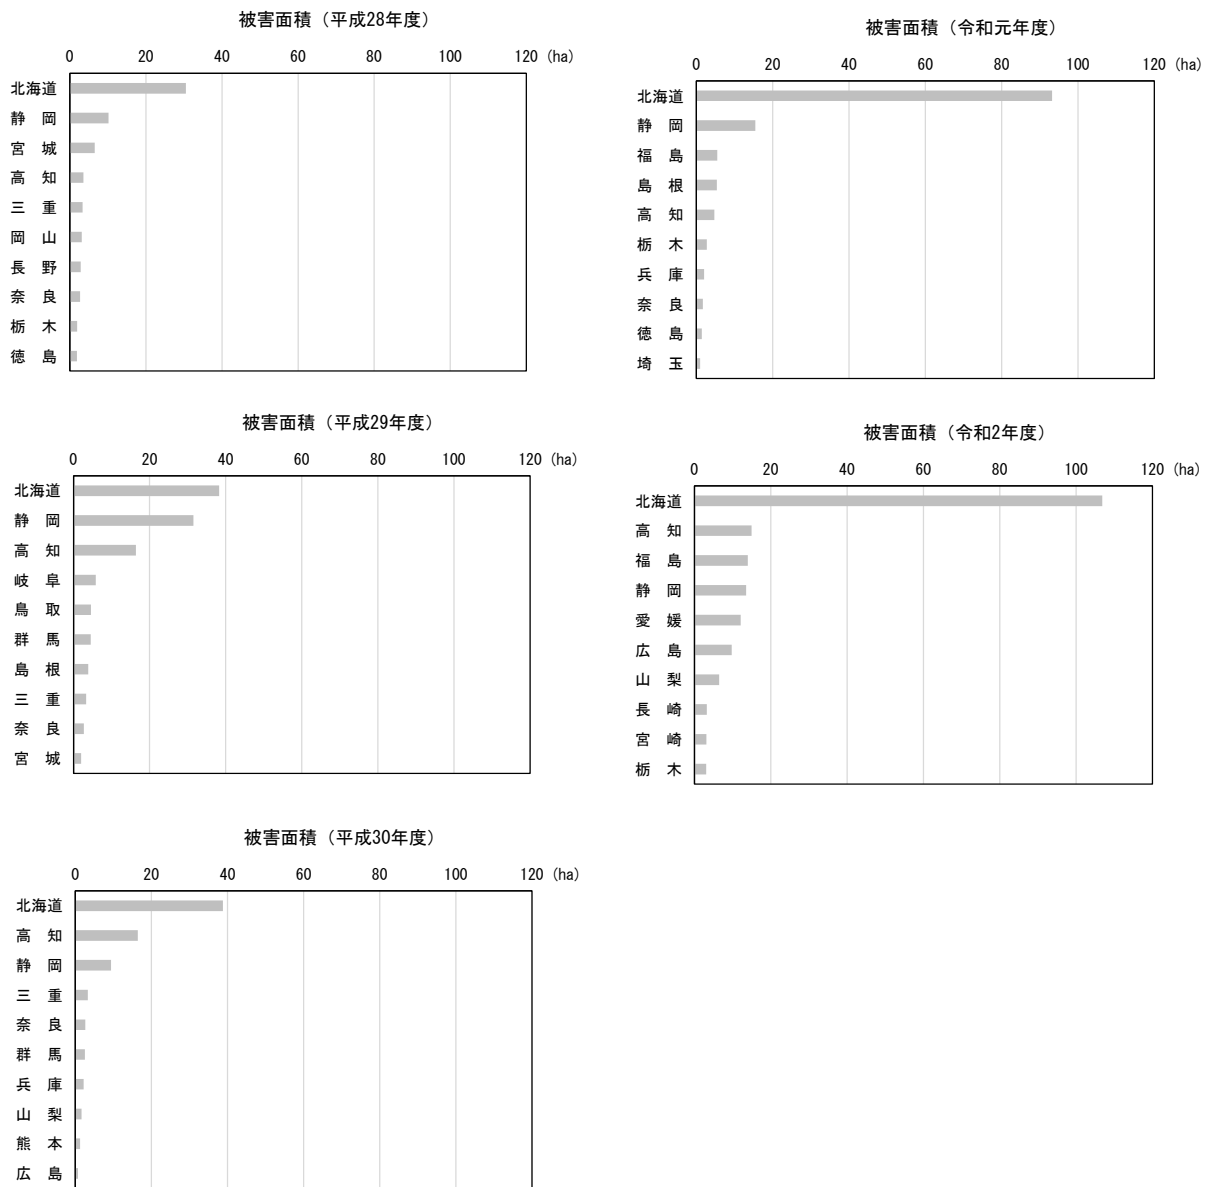 被害面積（平成28年度）
0 20 40 60 80 100 120 (ha)
北海道
静 岡
宮 城
高 知
三 重
岡 山
長 野
奈 良
栃 木
徳 島
被害面積（平成29年度）
0 20 40 60 80 100 120 (ha)
北海道
静 岡
高 知
岐 阜
鳥 取
群 馬
島 根
三 重
奈 良
宮 城
被害面積（平成30年度）
0 20 40 60 80 100 120 (ha)
北海道
高 知
静 岡
三 重
奈 良
群 馬
兵 庫
山 梨
熊 本
広 島
被害面積（令和元年度）
0 20 40 60 80 100 120 (ha)
北海道
静 岡
福 島
島 根
高 知
栃 木
兵 庫
奈 良
徳 島
埼 玉
被害面積（令和2年度）
0 20 40 60 80 100 120 (ha)
北海道
高 知
福 島
静 岡
愛 媛
広 島
山 梨
長 崎
宮 崎
栃 木